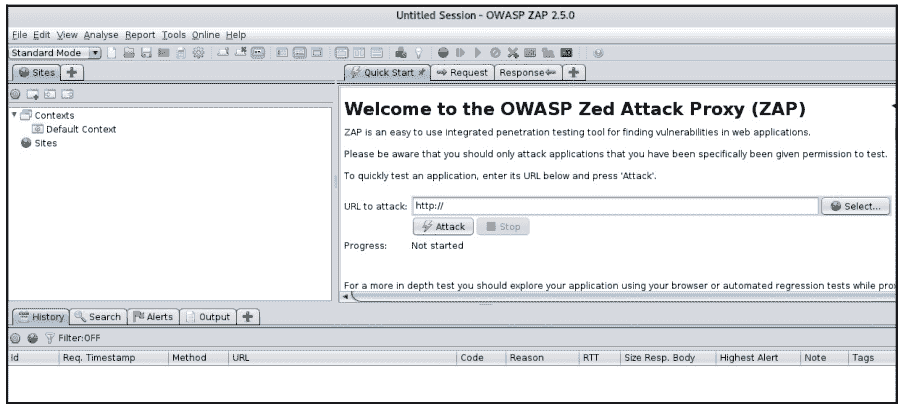 Untitled Session - OWASP ZAP 2.5.0
File Edit View Analyse Report Tools Online Help
Standard Mode
Sites
Quick Start Request Response
Contexts
Default Context
Sites
Welcome to the OWASP Zed Attack Proxy (ZAP)
ZAP is an easy to use integrated penetration testing tool for finding vulnerabilities in web applications.
Please be aware that you should only attack applications that you have been specifically been given permission to test.
To quickly test an application, enter its URL below and press 'Attack'.
URL to attack: http:// Select...
Attack Stop
Progress: Not started
For a more in depth test you should explore your application using your browser or automated regression tests while
History Search Alerts Output
Filter:OFF
Id Req. Timestamp Method URL Code Reason RTT Size Resp. Body Highest Alert Note Tags